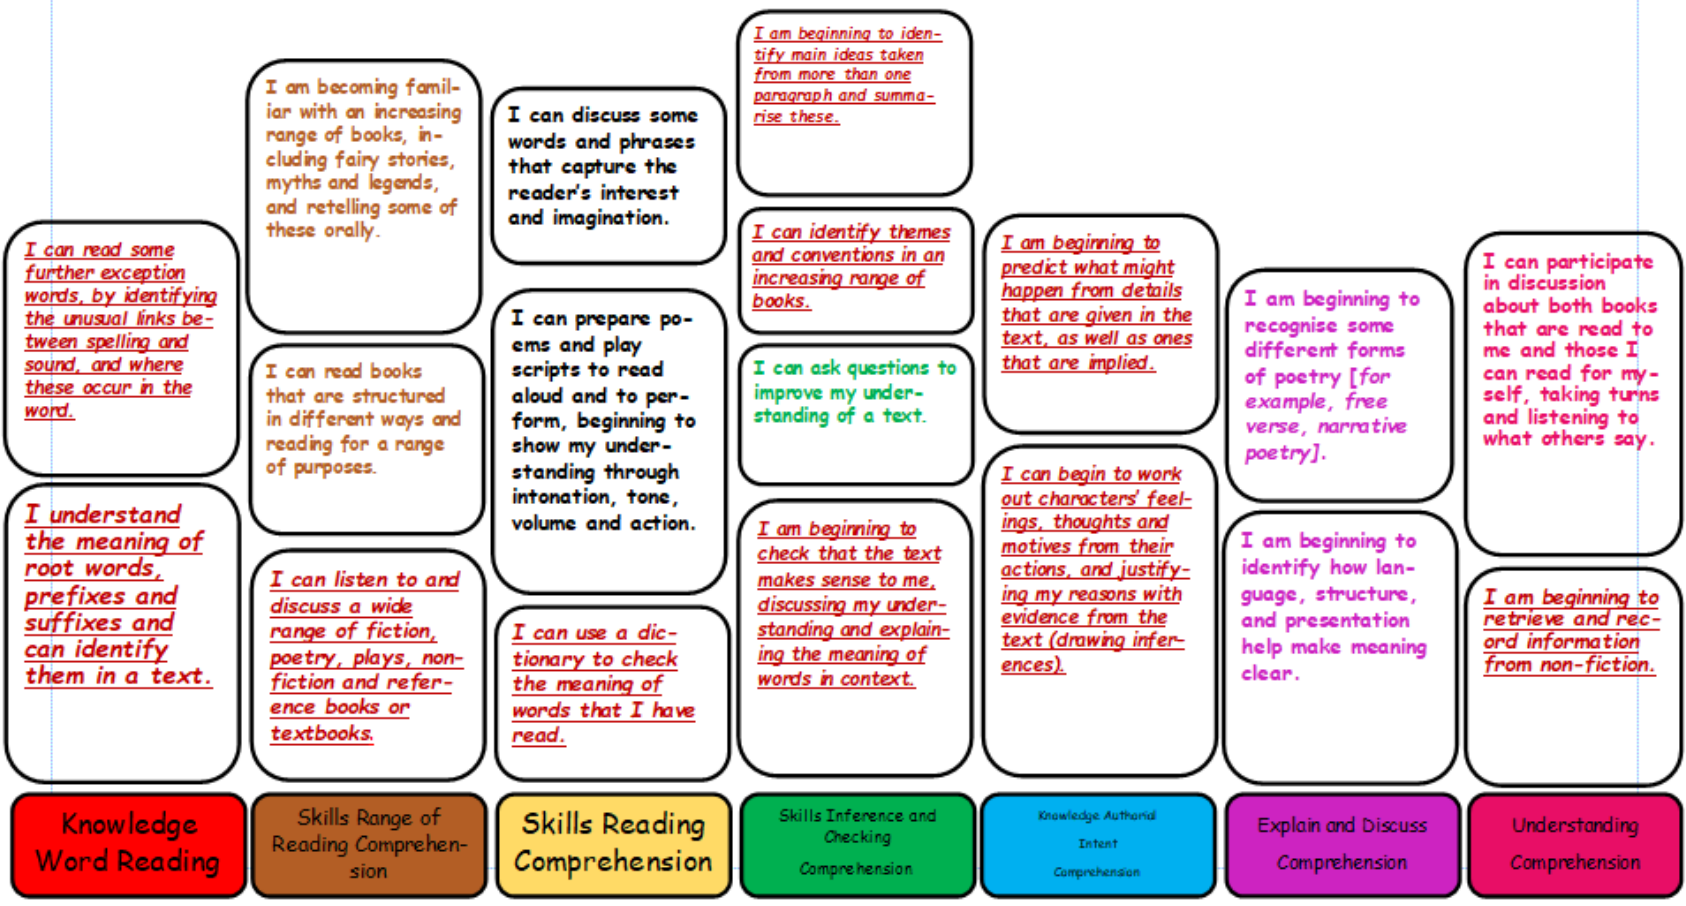 I can read some
further exception
words, by identifying
the unusual links be-
tween spelling and
sound, and where
these occur in the
word.
I understand
the meaning of
root words,
prefixes and
suffixes and
can identify
them in a text.
Knowledge
Word Reading
I am becoming famil-
iar with an increasing
range of books, in-
cluding fairy stories,
myths and legends,
and retelling some of
these orally.
I can read books
that are structured
in different ways and
reading for a range
of purposes.
I can listen to and
discuss a wide
range of fiction,
poetry, plays, non-
fiction and refer-
ence books or
textbooks.
Skills Range of
Reading Comprehen-
sion
I can discuss some
words and phrases
that capture the
reader's interest
and imagination.
I can prepare po-
ems and play
scripts to read
aloud and to per-
form, beginning to
show my under-
standing through
intonation, tone,
volume and action.
I can use a dic-
tionary to check
the meaning of
words that I have
read.
Skills Reading
Comprehension
I am beginning to iden-
tify main ideas taken
from more than one
paragraph and summa-
rise these.
I can identify themes
and conventions in an
increasing range of
books.
I can ask questions to
improve my under-
standing of a text.
I am beginning to
check that the text
makes sense to me,
discussing my under-
standing and explain-
ing the meaning of
words in context.
Skills Inference and
Checking
Comprehension
I am beginning to
predict what might
happen from details
that are given in the
text, as well as ones
that are implied.
I can begin to work
out characters' feel-
ings, thoughts and
motives from their
actions, and justify-
ing my reasons with
evidence from the
text (drawing infer-
ences).
Knowledge Authorial
Intent
Comprehension
I am beginning to
recognise some
different forms
of poetry [for
example, free
verse, narrative
poetry].
I am beginning to
identify how lan-
guage, structure,
and presentation
help make meaning
clear.
Explain and Discuss
Comprehension
I can participate
in discussion
about both books
that are read to
me and those I
can read for my-
self, taking turns
and listening to
what others say.
I am beginning to
retrieve and rec-
ord information
from non-fiction.
Understanding
Comprehension